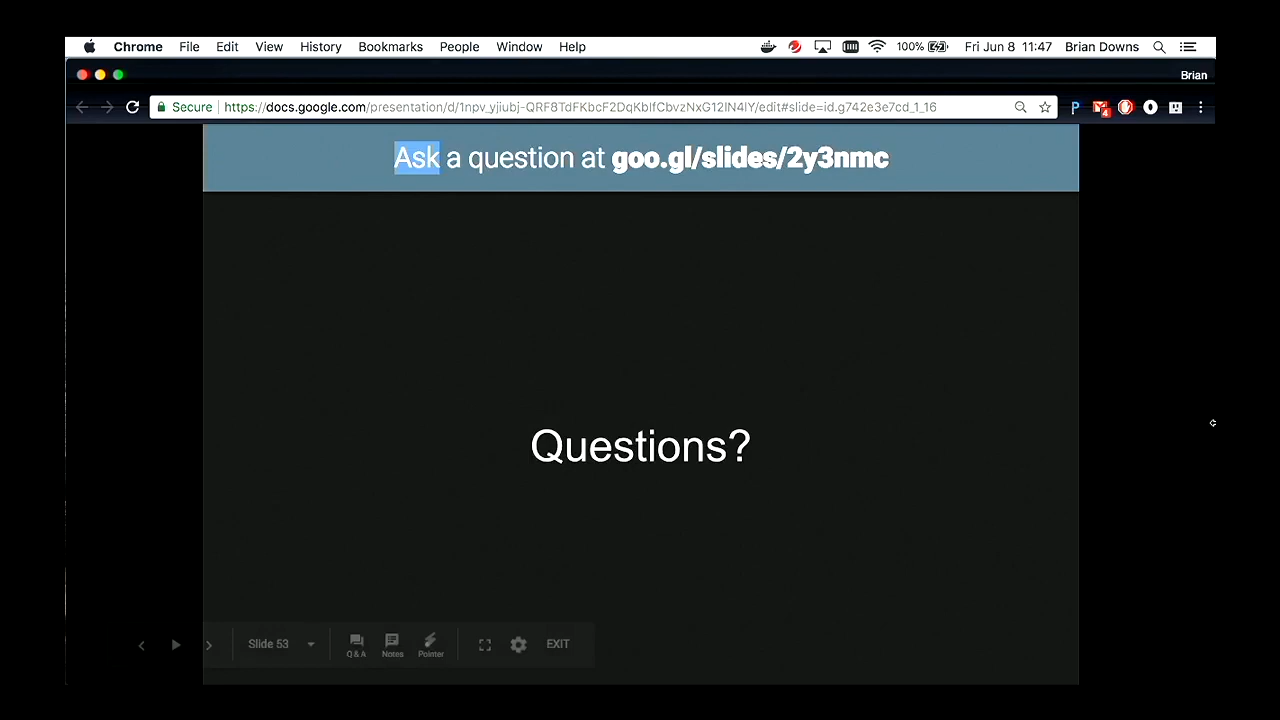 Chrome File Edit View History Bookmarks People Window Help 100% Fri Jun 8 11:47 Brian Downs
Brian
Secure https://docs.google.com/presentation/d/1npv_yjiubj-QRF8TdFKbcF2DqKbIfCbvzNxG12IN4IY/edit#slide=id.g742e3e7cd_1_16
Ask a question at goo.gl/slides/2y3nmc
Questions?
Slide 53 Q & A Notes Pointer EXIT